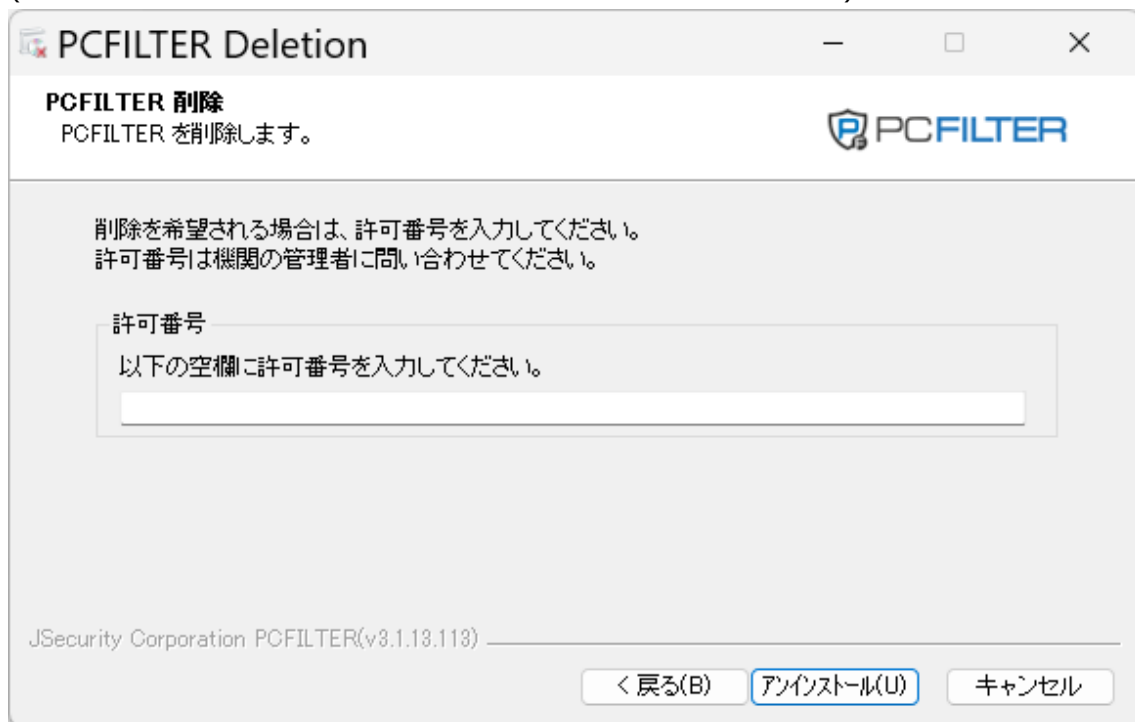 PCFILTER Deletion
PCFILTER 削除
PCFILTER を削除します。
PCFILTER
削除を希望される場合は、許可番号を入力してください。
許可番号は機関の管理者に問い合わせてください。
許可番号
以下の空欄に許可番号を入力してください。
JSecurity Corporation PCFILTER(v3.1.13.113)
< 戻る(B) アンインストール(U) キャンセル